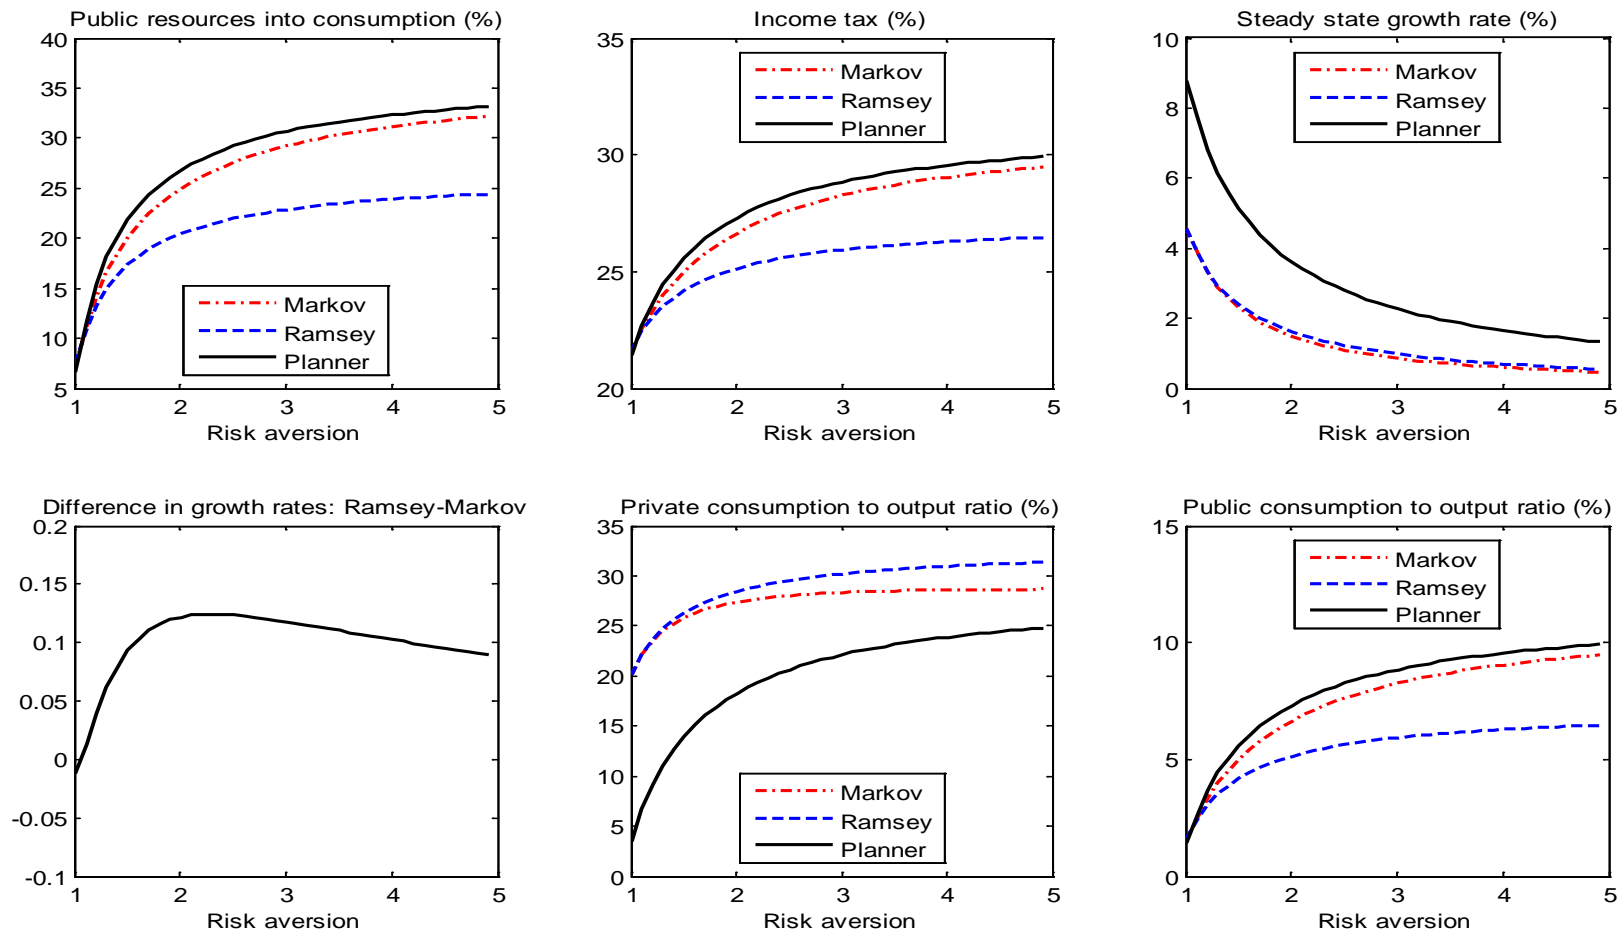 Public resources into consumption (%)
40
35
30
25
20
15
10
5
Markov
Ramsey
Planner
1 2 3 4 5
Risk aversion
Income tax (%)
35
30
25
20
Markov
Ramsey
Planner
1 2 3 4 5
Risk aversion
Steady state growth rate (%)
10
8
6
4
2
0
Markov
Ramsey
Planner
1 2 3 4 5
Risk aversion
Difference in growth rates: Ramsey-Markov
0.2
0.15
0.1
0.05
0
-0.05
-0.1
1 2 3 4 5
Risk aversion
Private consumption to output ratio (%)
35
30
25
20
15
10
5
0
Markov
Ramsey
Planner
1 2 3 4 5
Risk aversion
Public consumption to output ratio (%)
15
10
5
0
Markov
Ramsey
Planner
1 2 3 4 5
Risk aversion